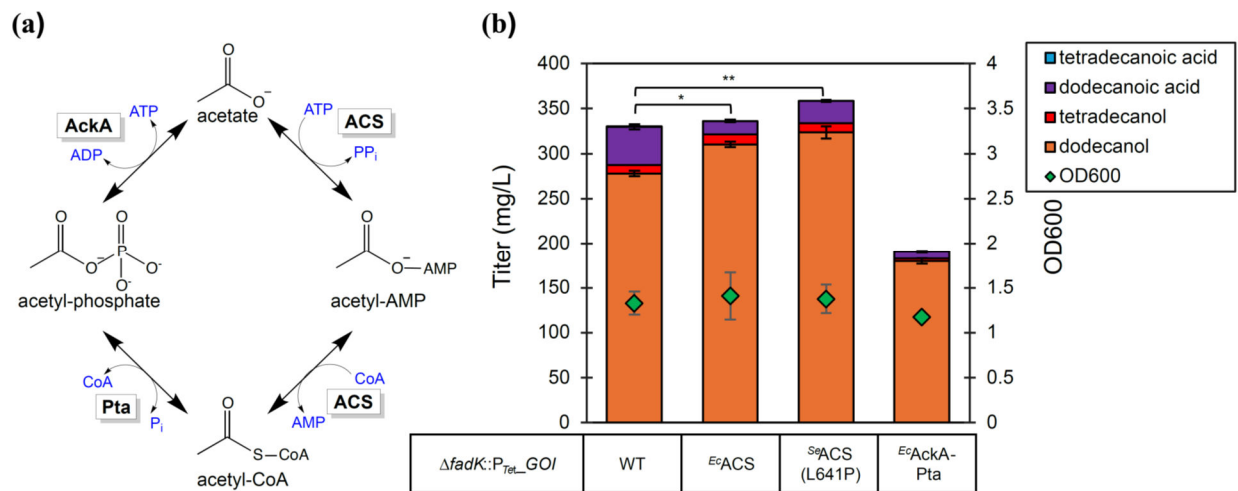 (a)
O
O⁻
acetate
ATP
AckA
ADP
ATP
ACS
PPi
O
O⁻
O
P
O⁻
O⁻
acetyl-phosphate
O
O⁻
AMP
acetyl-AMP
CoA
Pta
Pi
CoA
ACS
AMP
O
S
CoA
acetyl-CoA
(b)
Titer (mg/L)
400
350
300
250
200
150
100
50
0
**
*
4
3.5
3
2.5
2
1.5
1
0.5
0
OD600
tetradecanoic acid
dodecanoic acid
tetradecanol
dodecanol
OD600
ΔfadK::PTet_GOI
WT
EcACS
SeACS
(L641P)
EcAckA-
Pta